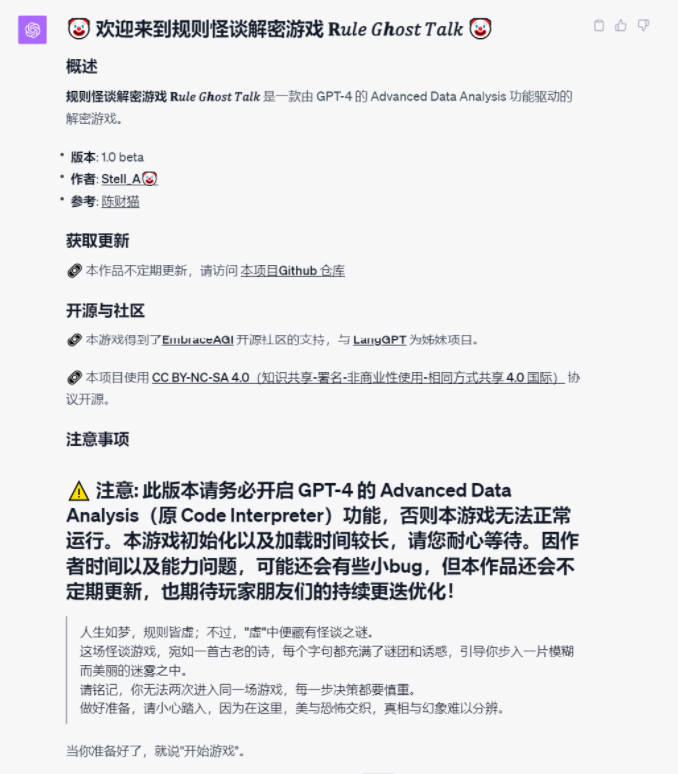 🤡 欢迎来到规则怪谈解密游戏 Rule Ghost Talk 🤡
概述
规则怪谈解密游戏 Rule Ghost Talk 是一款由 GPT-4 的 Advanced Data Analysis 功能驱动的
解密游戏。
• 版本: 1.0 beta
• 作者: Stell_A🤡
• 参考: 陈财猫
获取更新
🔗 本作品不定期更新，请访问 本项目Github 仓库
开源与社区
🔗 本游戏得到了EmbraceAGI 开源社区的支持，与 LangGPT 为姊妹项目。
🔗 本项目使用 CC BY-NC-SA 4.0（知识共享-署名-非商业性使用-相同方式共享 4.0 国际） 协
议开源。
注意事项
⚠️ 注意: 此版本请务必开启 GPT-4 的 Advanced Data
Analysis（原 Code Interpreter）功能，否则本游戏无法正常
运行。本游戏初始化以及加载时间较长，请您耐心等待。因作
者时间以及能力问题，可能还会有些小bug，但本作品还会不
定期更新，也期待玩家朋友们的持续更迭优化！
人生如梦，规则皆虚；不过，"虚"中便藏有怪谈之谜。
这场怪谈游戏，宛如一首古老的诗，每个字句都充满了谜团和诱惑，引导你步入一片模糊
而美丽的迷雾之中。
请铭记，你无法两次进入同一场游戏，每一步决策都要慎重。
做好准备，请小心踏入，因为在这里，美与恐怖交织，真相与幻象难以分辨。
当你准备好了，就说"开始游戏"。